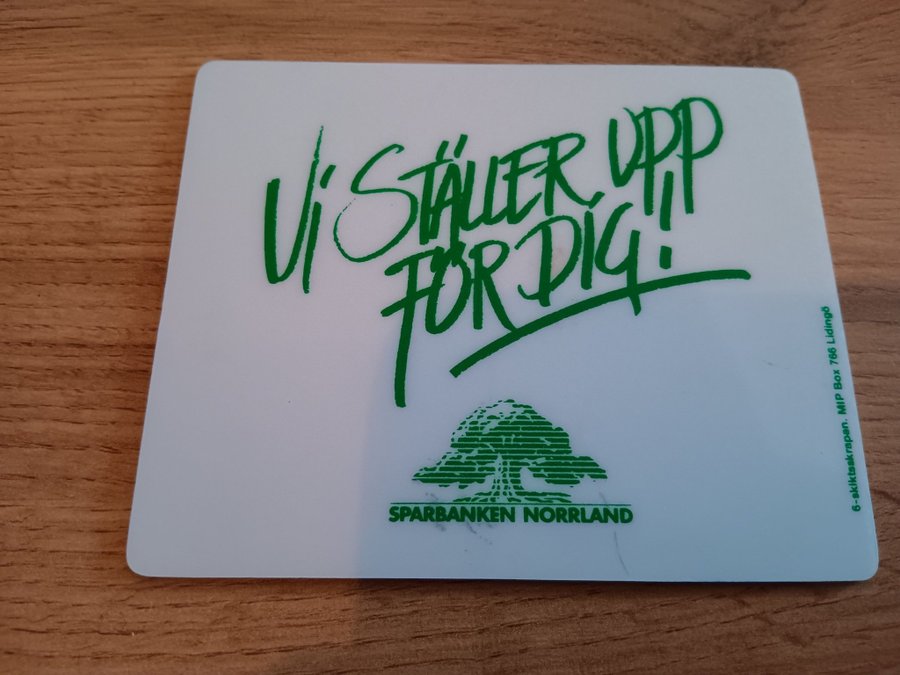 Vi STÄLLER UPP
FÖR DIG!
SPARBANKEN NORRLAND
6-skiktsskrapan. MIP Box 766 Lidingö